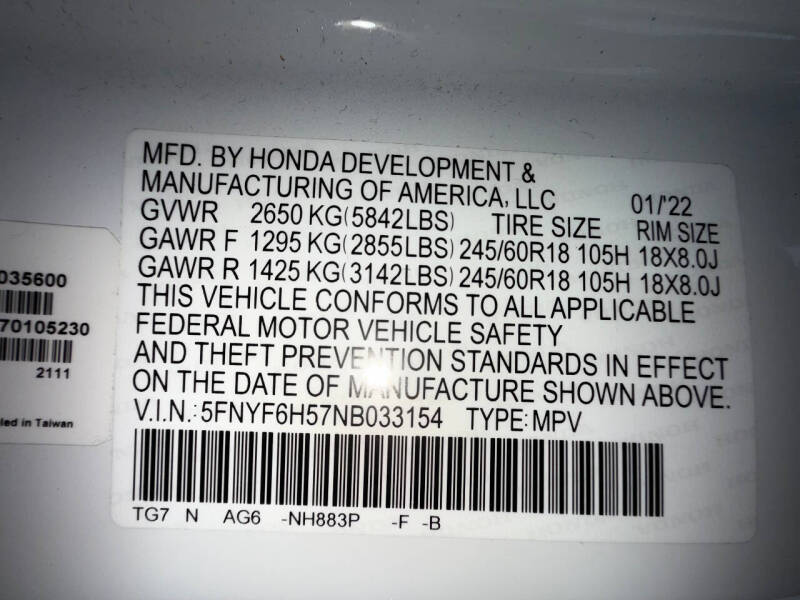 MFD. BY HONDA DEVELOPMENT &
MANUFACTURING OF AMERICA, LLC 01/'22
GVWR 2650 KG(5842LBS) TIRE SIZE RIM SIZE
GAWR F 1295 KG(2855LBS) 245/60R18 105H 18X8.0J
GAWR R 1425 KG(3142LBS) 245/60R18 105H 18X8.0J
THIS VEHICLE CONFORMS TO ALL APPLICABLE
FEDERAL MOTOR VEHICLE SAFETY
AND THEFT PREVENTION STANDARDS IN EFFECT
ON THE DATE OF MANUFACTURE SHOWN ABOVE.
V.I.N.: 5FNYF6H57NB033154 TYPE: MPV
TG7 N AG6 -NH883P -F -B
035600
70105230
2111
led in Taiwan